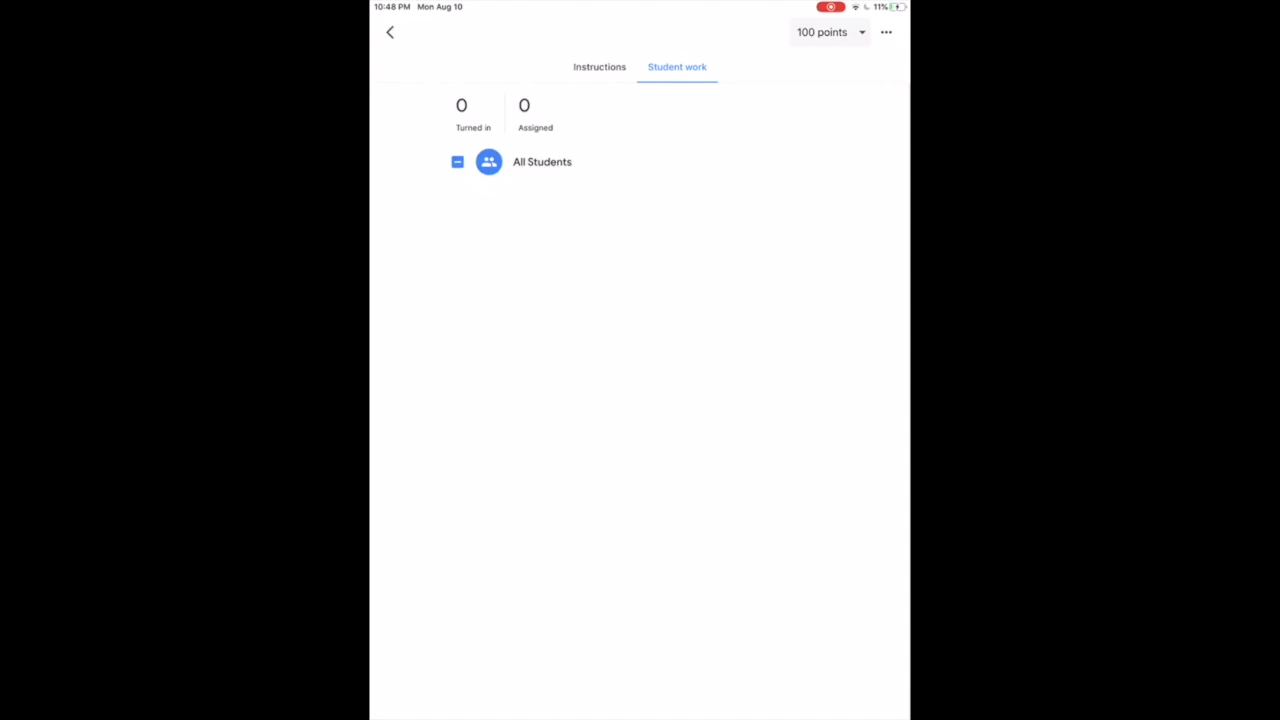 10:48 PM Mon Aug 10 11%
100 points
Instructions Student work
0 0
Turned in Assigned
All Students